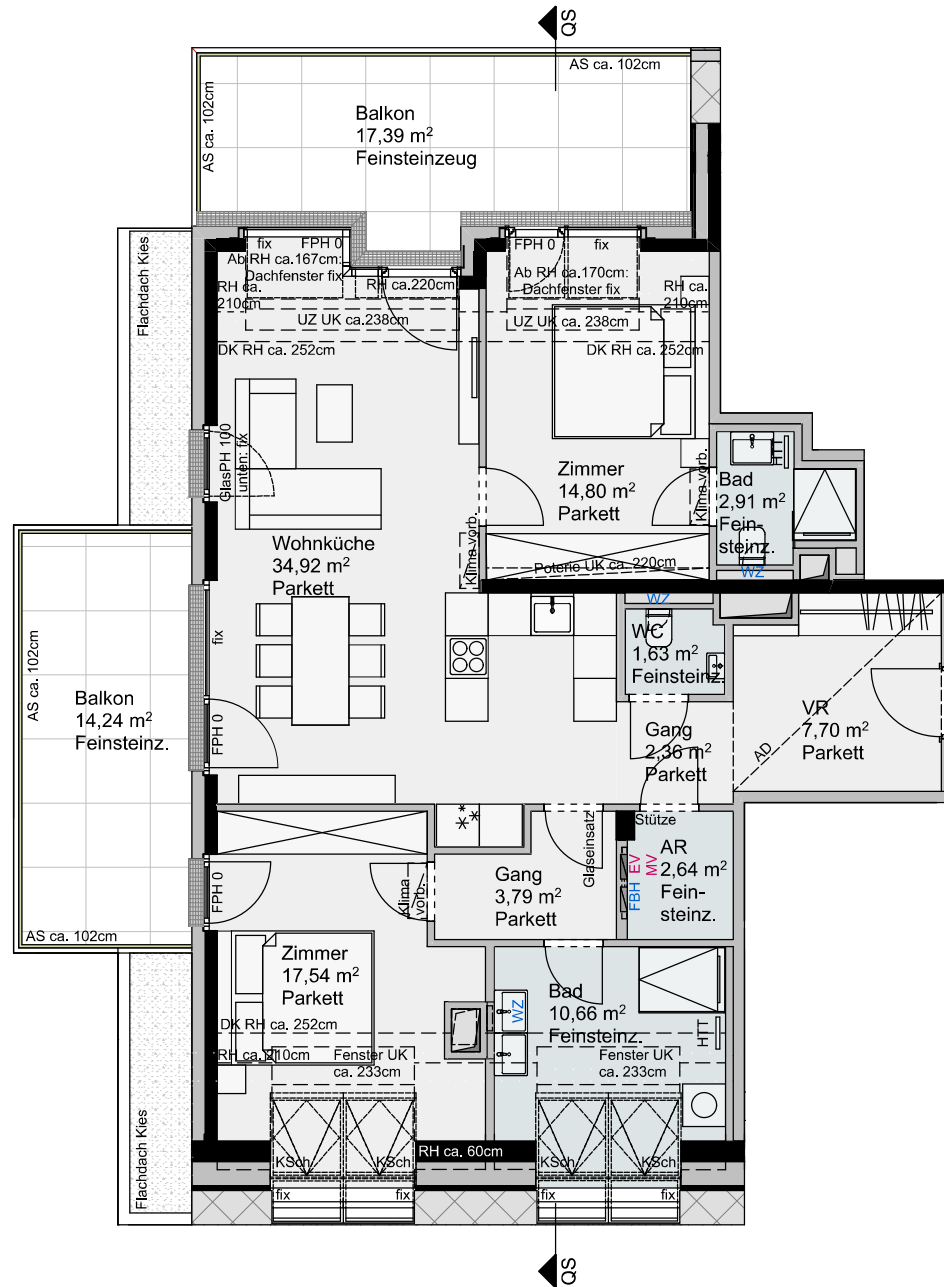 QS
AS ca. 102cm
AS ca. 102cm
Balkon
17,39 m²
Feinsteinzeug
Flachdach Kies
fix
FPH 0
Ab RH ca.167cm:
Dachfenster fix
RH ca.
210cm
RH ca.220cm
UZ UK ca.238cm
DK RH ca. 252cm
FPH 0
fix
Ab RH ca.170cm:
Dachfenster fix
RH ca.
210cm
UZ UK ca. 238cm
DK RH ca. 252cm
GlasPH 100
unten: fix
Zimmer
14,80 m²
Parkett
Klima vorb.
HTT
Bad
2,91 m²
Fein-
steinz.
WZ
Wohnküche
34,92 m²
Parkett
Klima vorb.
Poterie UK ca. 220cm
WZ
WC
1,63 m²
Feinsteinz.
fix
AS ca. 102cm
Balkon
14,24 m²
Feinsteinz.
FPH 0
Gang
2,36 m²
Parkett
VR
7,70 m²
Parkett
AD
Stütze
Glaseinsatz
AR
2,64 m²
Fein-
steinz.
EV
MV
FBH
Gang
3,79 m²
Parkett
Klima
vorb.
FPH 0
AS ca. 102cm
Zimmer
17,54 m²
Parkett
DK RH ca. 252cm
RH ca. 210cm
Fenster UK
ca. 233cm
WZ
Bad
10,66 m²
Feinsteinz.
HTT
Fenster UK
ca. 233cm
Flachdach Kies
RH ca. 60cm
KSch
KSch
KSch
KSch
fix
fix
fix
fix
QS